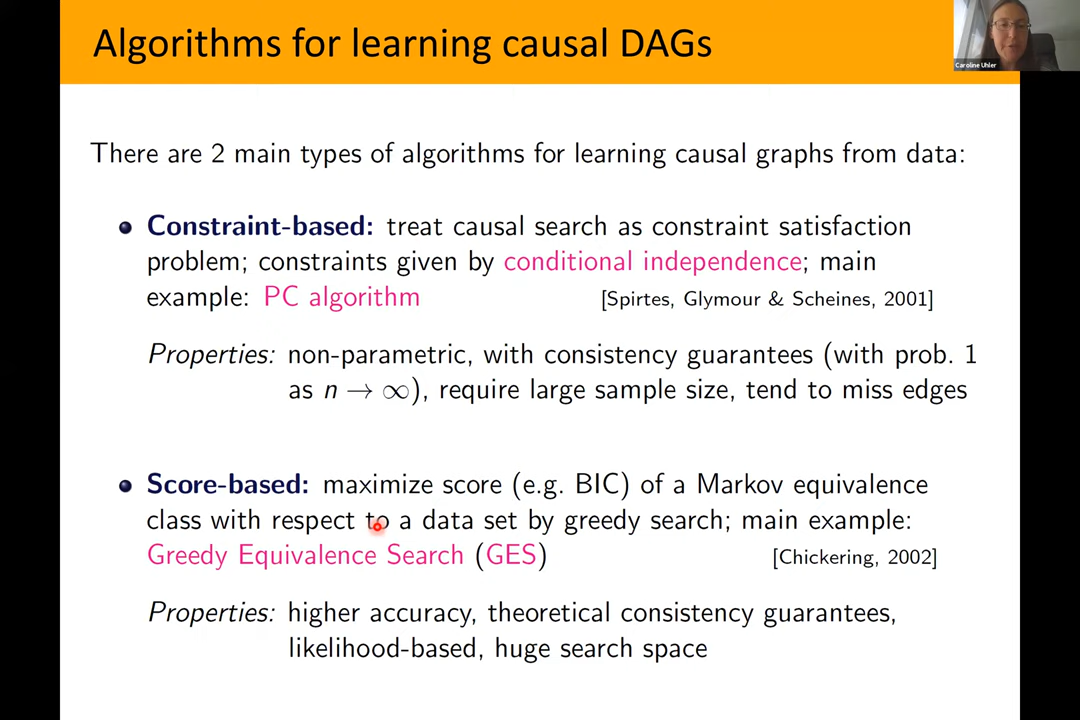 Algorithms for learning causal DAGs
Caroline Uhler
There are 2 main types of algorithms for learning causal graphs from data:
Constraint-based: treat causal search as constraint satisfaction
problem; constraints given by conditional independence; main
example: PC algorithm [Spirtes, Glymour & Scheines, 2001]
Properties: non-parametric, with consistency guarantees (with prob. 1
as n → ∞), require large sample size, tend to miss edges
Score-based: maximize score (e.g. BIC) of a Markov equivalence
class with respect to a data set by greedy search; main example:
Greedy Equivalence Search (GES) [Chickering, 2002]
Properties: higher accuracy, theoretical consistency guarantees,
likelihood-based, huge search space